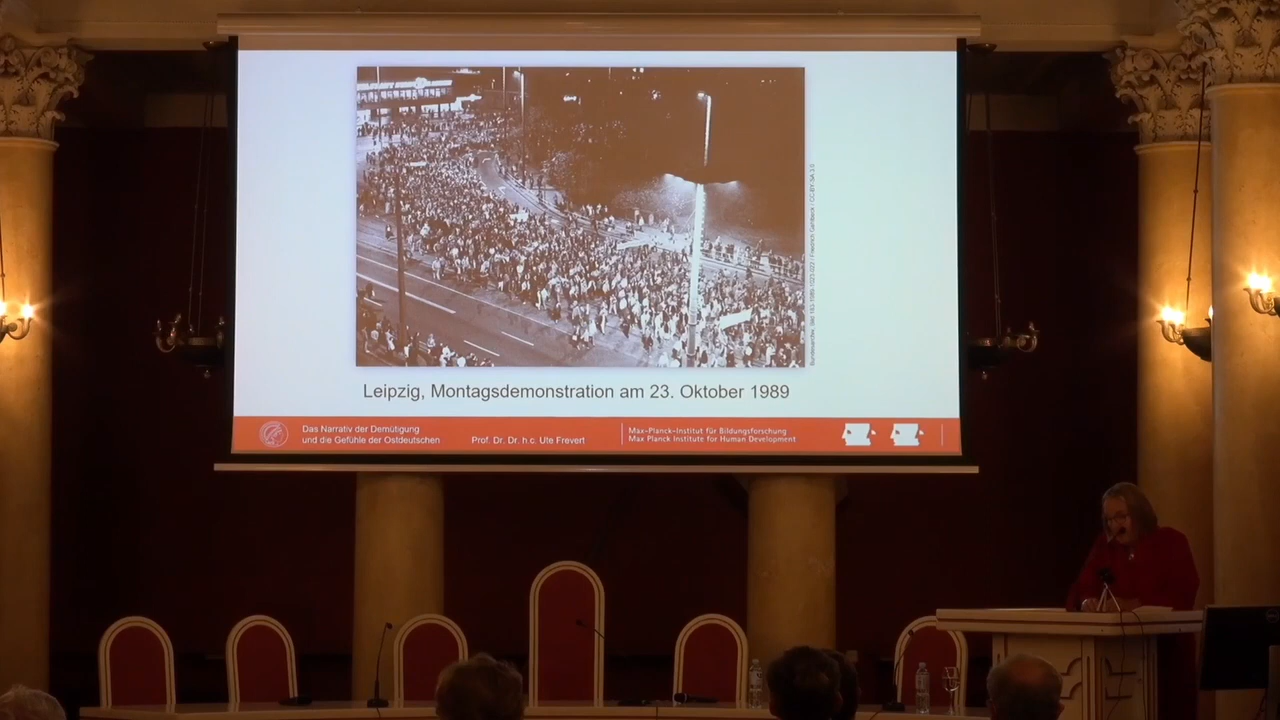 Leipzig, Montagsdemonstration am 23. Oktober 1989
Das Narrativ der Demütigung
und die Gefühle der Ostdeutschen
Prof. Dr. Dr. h.c. Ute Frevert
Max-Planck-Institut für Bildungsforschung
Max Planck Institute for Human Development